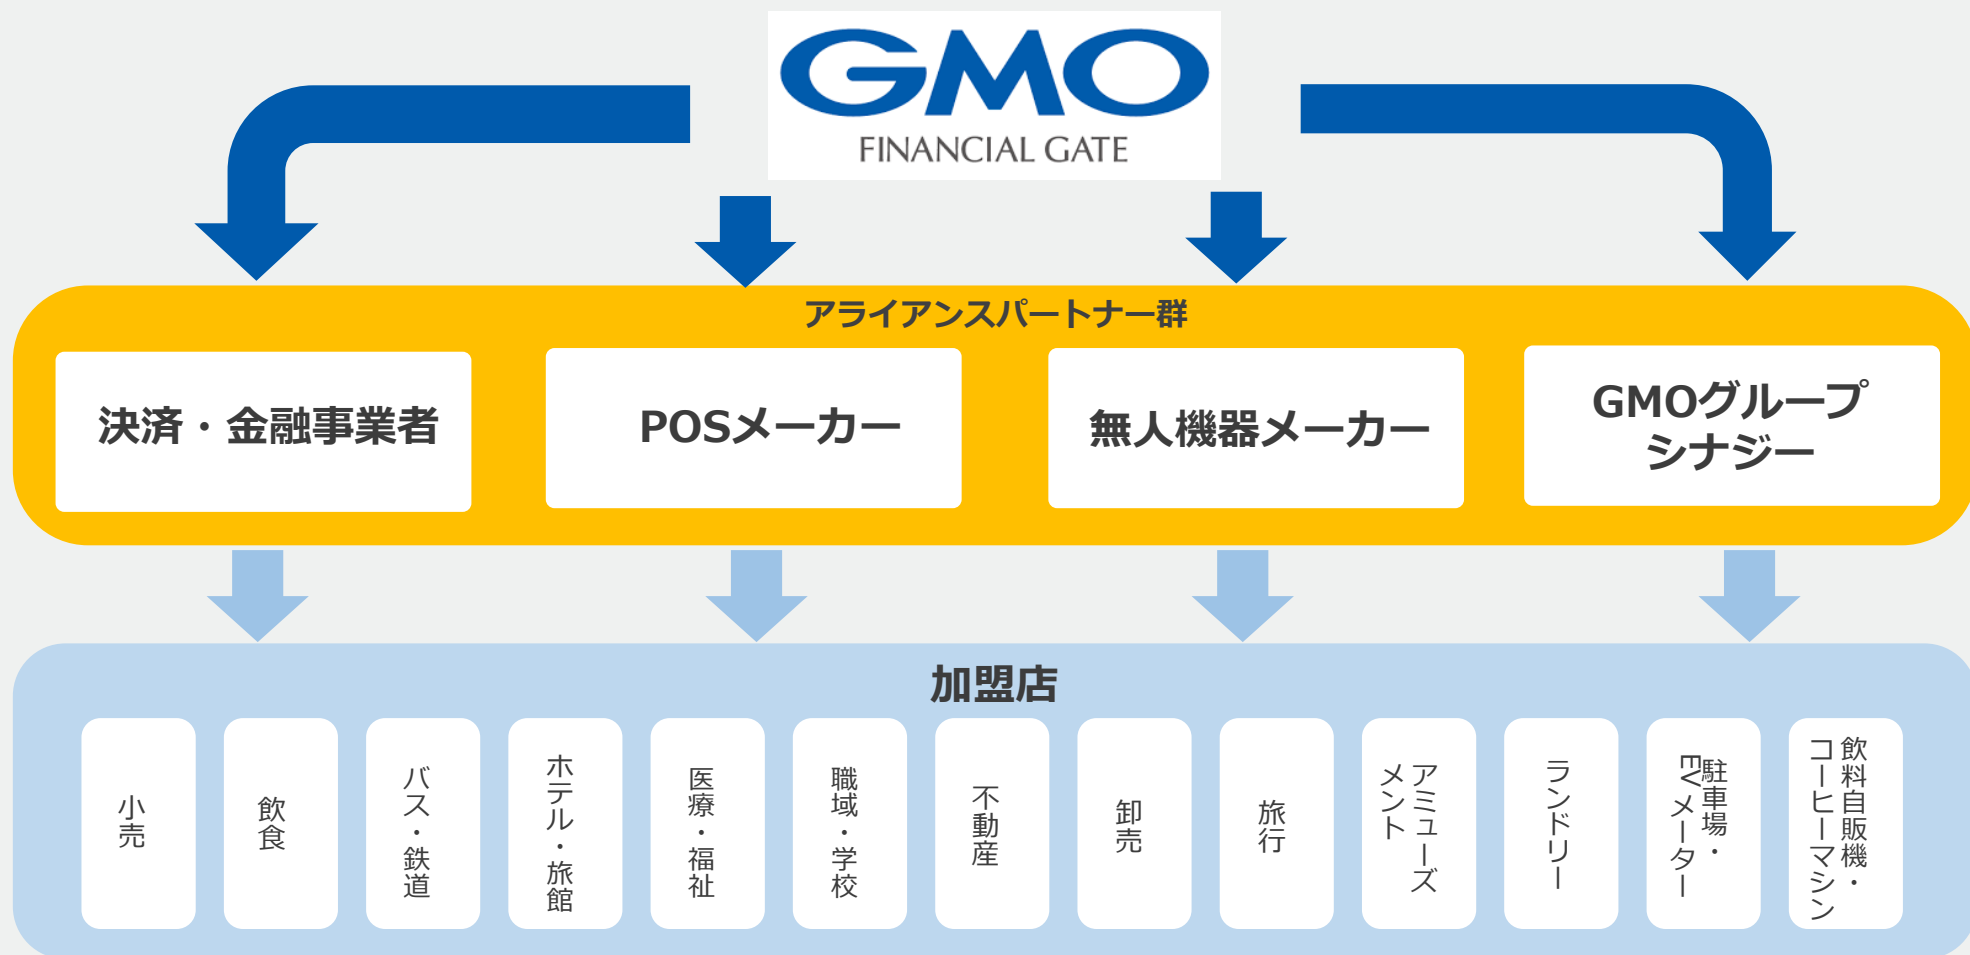 GMO
FINANCIAL GATE
アライアンスパートナー群
決済・金融事業者
POSメーカー
無人機器メーカー
GMOグループ
シナジー
加盟店
小売
飲食
バス・鉄道
ホテル・旅館
医療・福祉
職域・学校
不動産
卸売
旅行
アミューズ
メント
ランドリー
駐車場・
EVメーター
飲料自販機・
コーヒーマシン